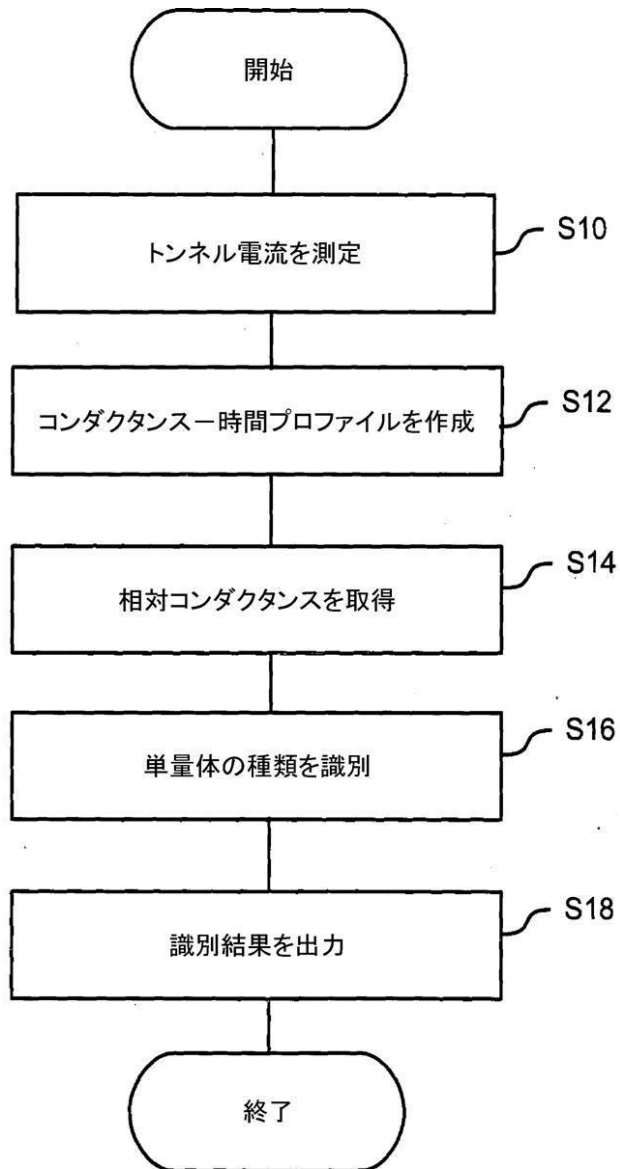 開始
トンネル電流を測定
S10
コンダクタンスー時間プロファイルを作成
S12
相対コンダクタンスを取得
S14
単量体の種類を識別
S16
識別結果を出力
S18
終了